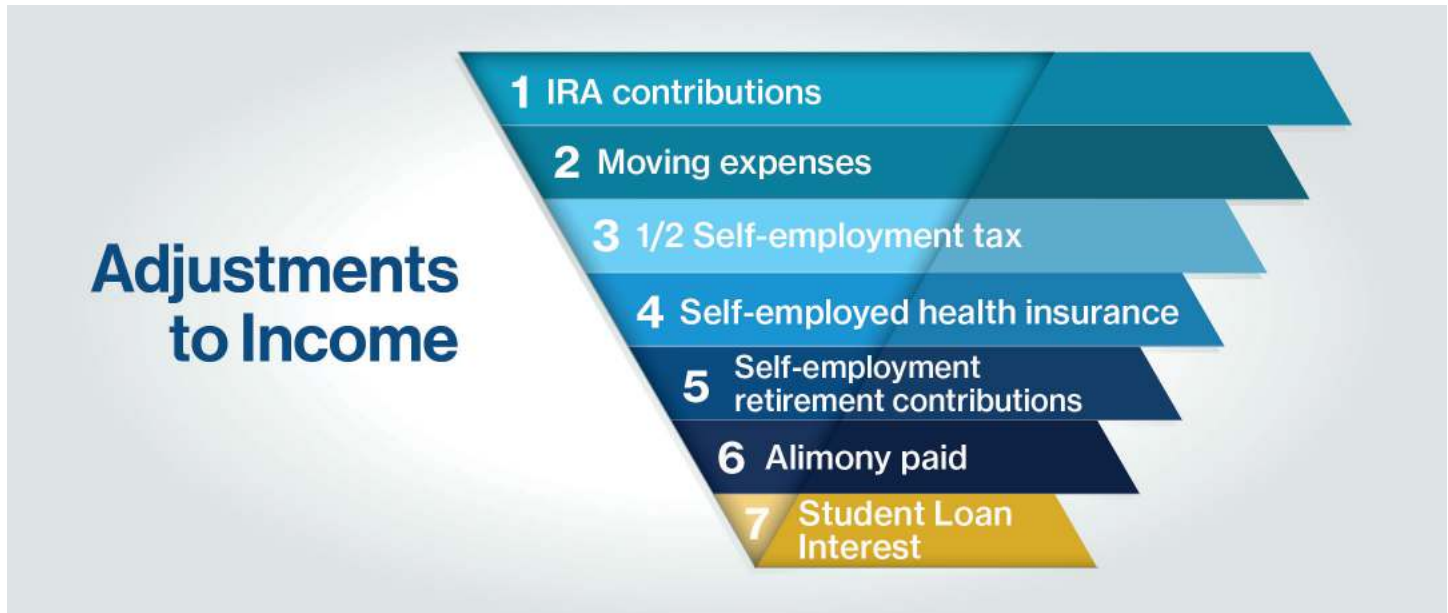 Adjustments
to Income
1 IRA contributions
2 Moving expenses
3 1/2 Self-employment tax
4 Self-employed health insurance
5 Self-employment
retirement contributions
6 Alimony paid
7 Student Loan
Interest